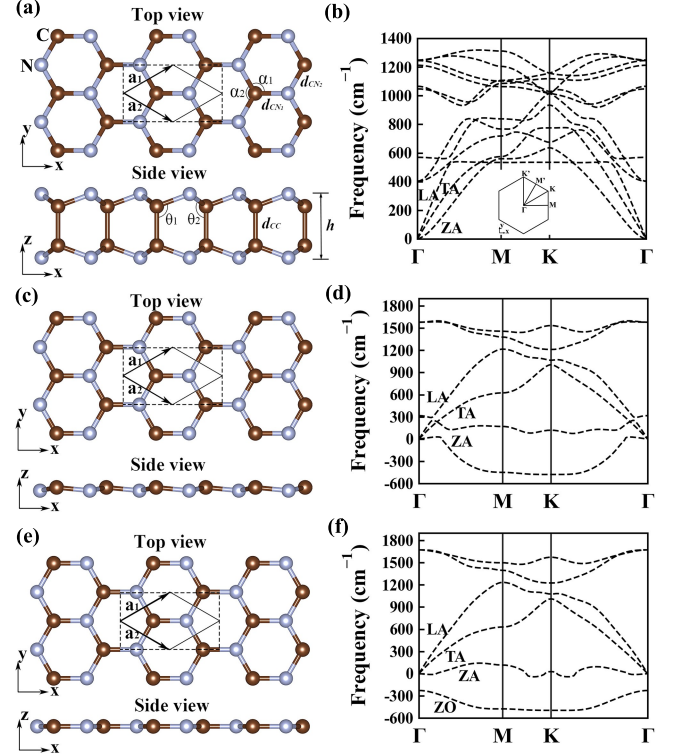 (a)
Top view
C
N
a1
a2
α1
α2
dCN1
dCN2
y
x
Side view
θ1
θ2
dCC
h
z
x
(b)
Frequency (cm−1)
1400
1200
1000
800
600
400
200
0
LA
TA
ZA
K'
M'
K
M
Γ
y
x
Γ
M
K
Γ
(c)
Top view
a1
a2
y
x
Side view
z
x
(d)
Frequency (cm−1)
1800
1500
1200
900
600
300
0
-300
-600
LA
TA
ZA
Γ
M
K
Γ
(e)
Top view
a1
a2
y
x
Side view
z
x
(f)
Frequency (cm−1)
1800
1500
1200
900
600
300
0
-300
-600
LA
TA
ZA
ZO
Γ
M
K
Γ